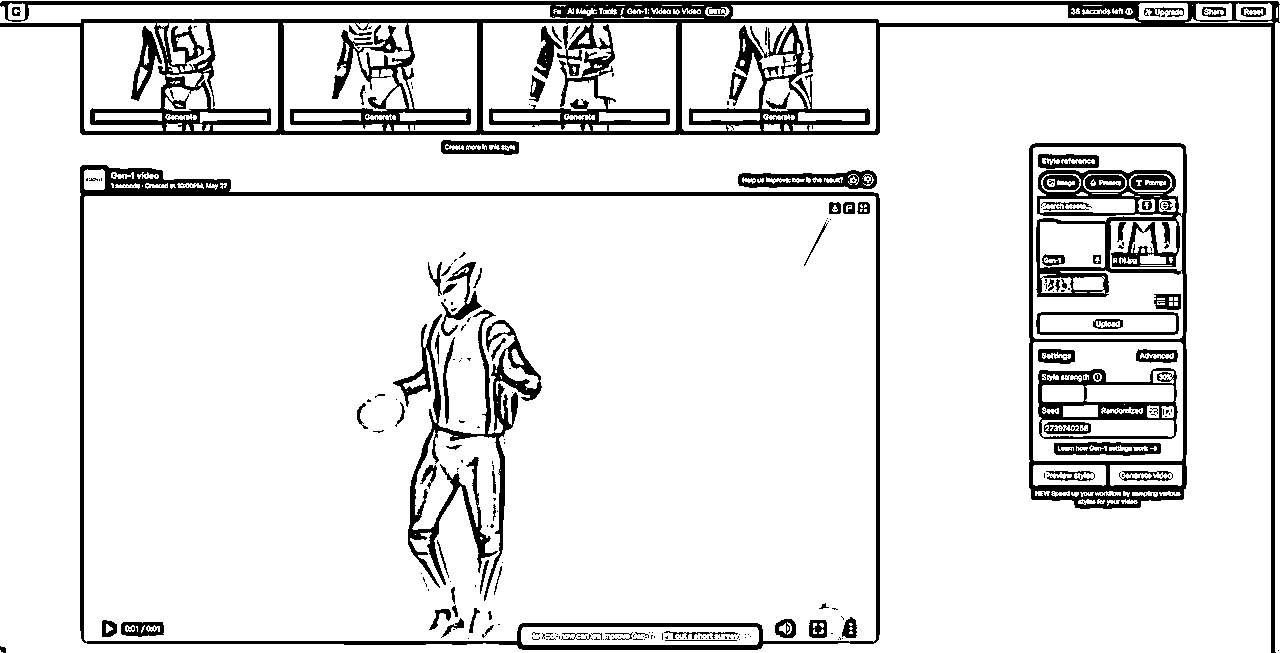 AI Magic Tools / Gen-1: Video to Video BETA
38 seconds left
Upgrade
Share
Reset
Generate
Generate
Generate
Generate
Create more in this style
Gen-1 video
1 seconds · Created at 10:00PM, May 27
Help us improve: how is the result?
Style reference
Image
Presets
Prompt
Search assets...
Gen-1
Upload
Settings
Advanced
Style strength
Seed
Randomized
2739740258
Learn how Gen-1 settings work
Preview styles
Generate video
NEW Speed up your workflow by sampling various
styles for your video
0:01 / 0:01
how can we improve Gen-1? Fill out a short survey